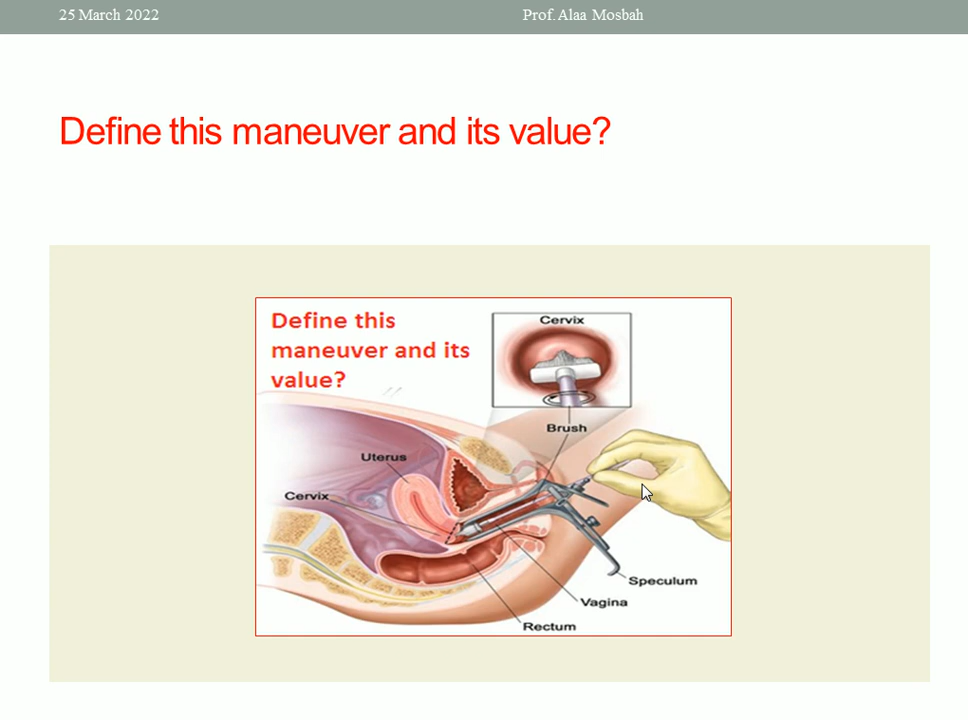 25 March 2022 Prof. Alaa Mosbah
Define this maneuver and its value?
Define this
maneuver and its
value?
Cervix
Brush
Uterus
Cervix
Speculum
Vagina
Rectum